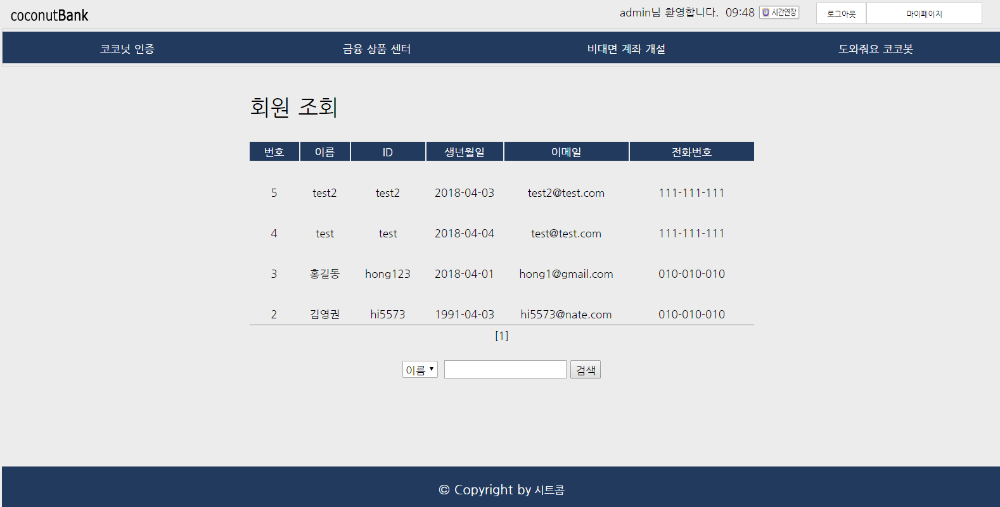 coconutBank admin님 환영합니다. 09:48 시간연장 로그아웃 마이페이지
코코넛 인증 금융 상품 센터 비대면 계좌 개설 도와줘요 코코봇
회원 조회
번호 이름 ID 생년월일 이메일 전화번호
5 test2 test2 2018-04-03 test2@test.com 111-111-111
4 test test 2018-04-04 test@test.com 111-111-111
3 홍길동 hong123 2018-04-01 hong1@gmail.com 010-010-010
2 김영권 hi5573 1991-04-03 hi5573@nate.com 010-010-010
[1]
이름 검색
© Copyright by 시트콤